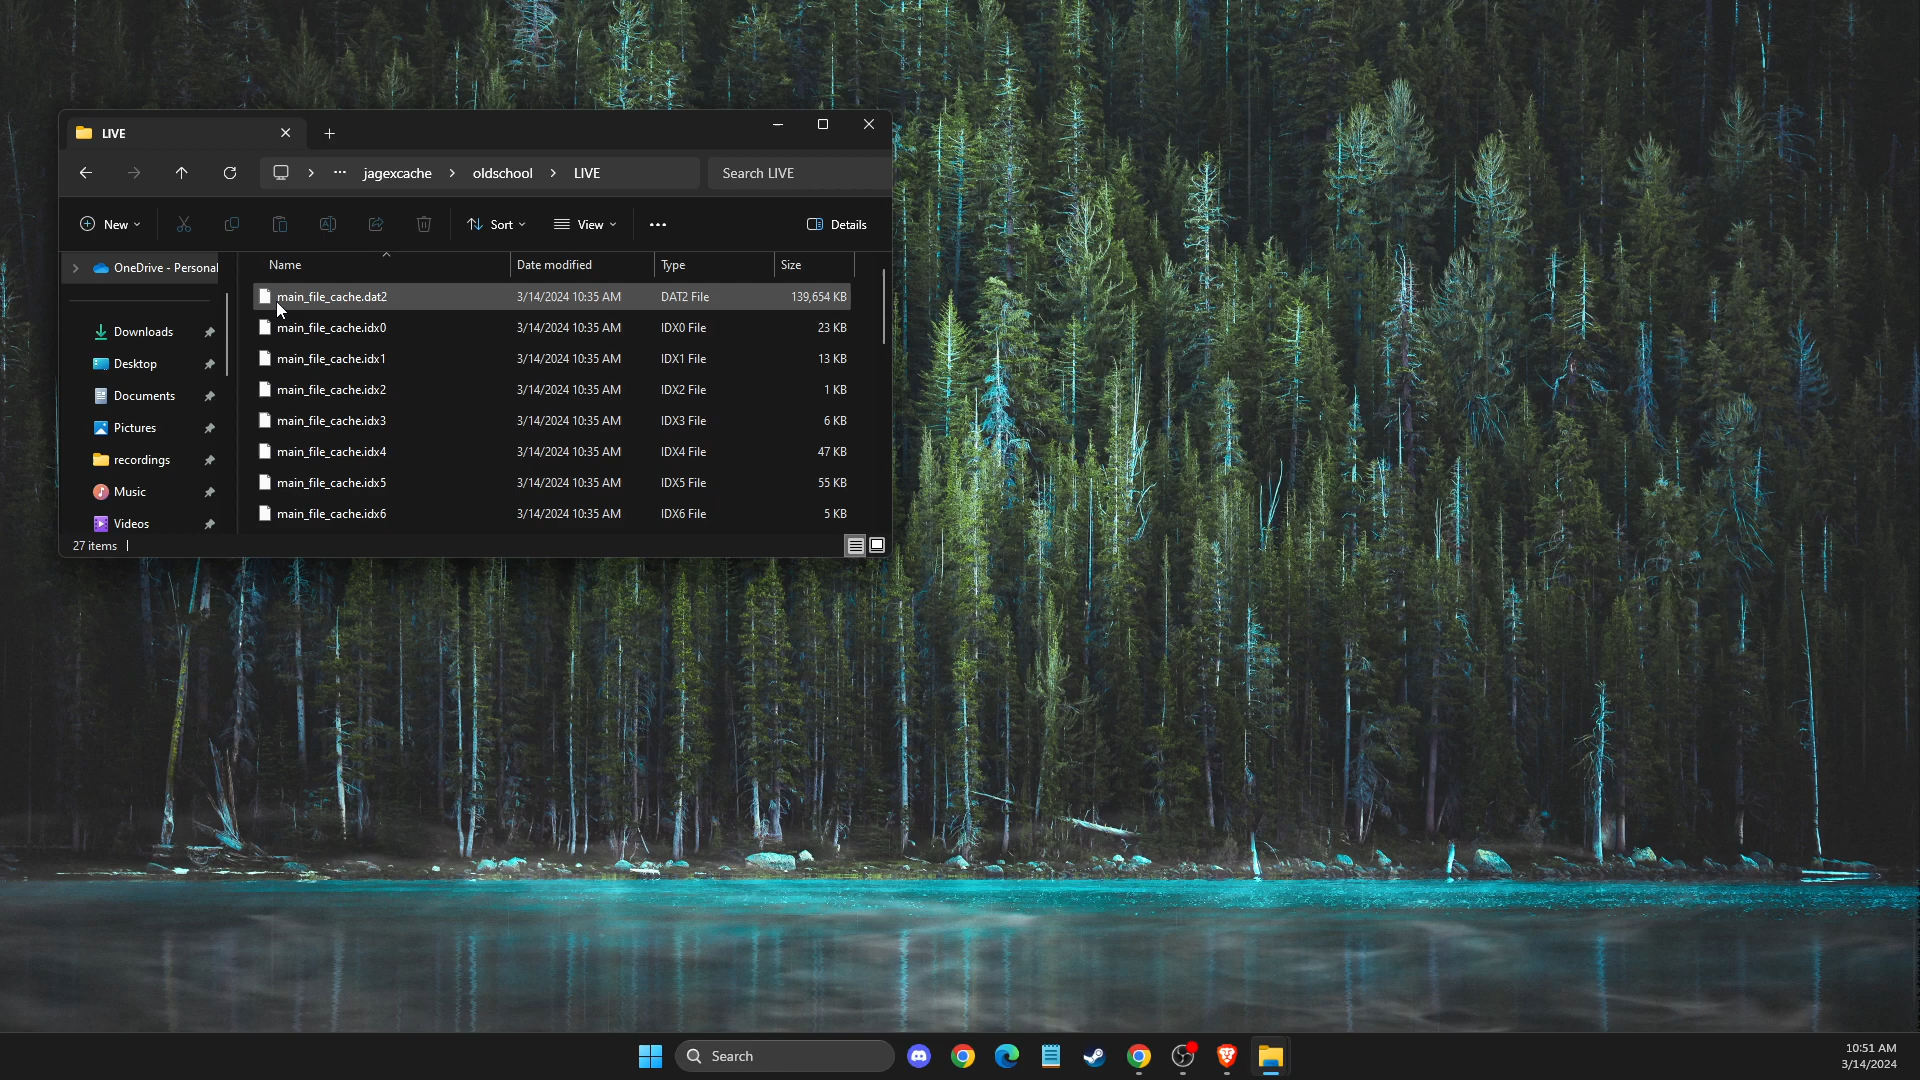 LIVE
jagexcache oldschool LIVE Search LIVE
New Sort View Details
OneDrive - Personal
Downloads
Desktop
Documents
Pictures
recordings
Music
Videos
Name Date modified Type Size
main_file_cache.dat2 3/14/2024 10:35 AM DAT2 File 139,654 KB
main_file_cache.idx0 3/14/2024 10:35 AM IDX0 File 23 KB
main_file_cache.idx1 3/14/2024 10:35 AM IDX1 File 13 KB
main_file_cache.idx2 3/14/2024 10:35 AM IDX2 File 1 KB
main_file_cache.idx3 3/14/2024 10:35 AM IDX3 File 6 KB
main_file_cache.idx4 3/14/2024 10:35 AM IDX4 File 47 KB
main_file_cache.idx5 3/14/2024 10:35 AM IDX5 File 55 KB
main_file_cache.idx6 3/14/2024 10:35 AM IDX6 File 5 KB
27 items
Search
10:51 AM
3/14/2024